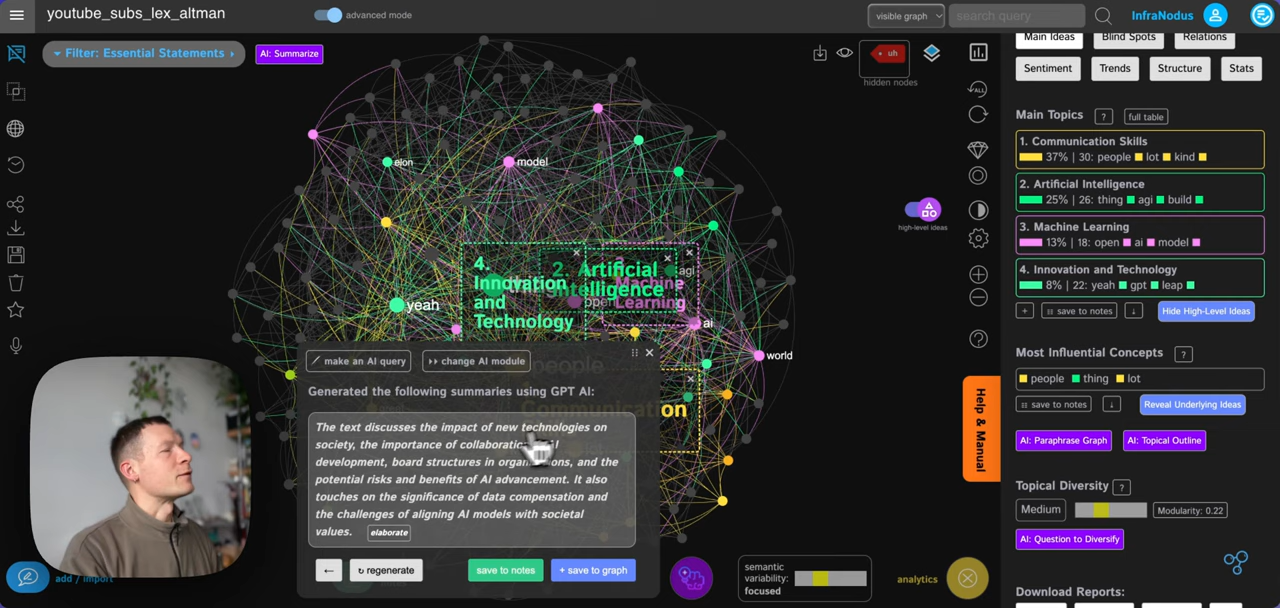 youtube_subs_lex_altman
advanced mode
visible graph
search query
InfraNodus
Filter: Essential Statements
AI: Summarize
uh
hidden nodes
high-level ideas
elon
model
yeah
4. Innovation and Technology
2. Artificial Intelligence
Machine Learning
open
agi
ai
people
world
make an AI query
change AI module
Generated the following summaries using GPT AI:
The text discusses the impact of new technologies on
society, the importance of
development, board structures in
and the
potential risks and benefits of AI advancement. It also
touches on the significance of data compensation and
the challenges of aligning AI models with societal
values. elaborate
←
regenerate
save to notes
+ save to graph
add / import
semantic
variability:
focused
analytics
Help & Manual
Main Ideas
Blind Spots
Relations
Sentiment
Trends
Structure
Stats
Main Topics ? full table
1. Communication Skills
37% | 30: people lot kind
2. Artificial Intelligence
25% | 26: thing agi build
3. Machine Learning
13% | 18: open ai model
4. Innovation and Technology
8% | 22: yeah gpt leap
+ save to notes ↓ Hide High-Level Ideas
Most Influential Concepts ?
people thing lot
save to notes ↓ Reveal Underlying Ideas
AI: Paraphrase Graph
AI: Topical Outline
Topical Diversity ?
Medium
Modularity: 0.22
AI: Question to Diversify
Download Reports: